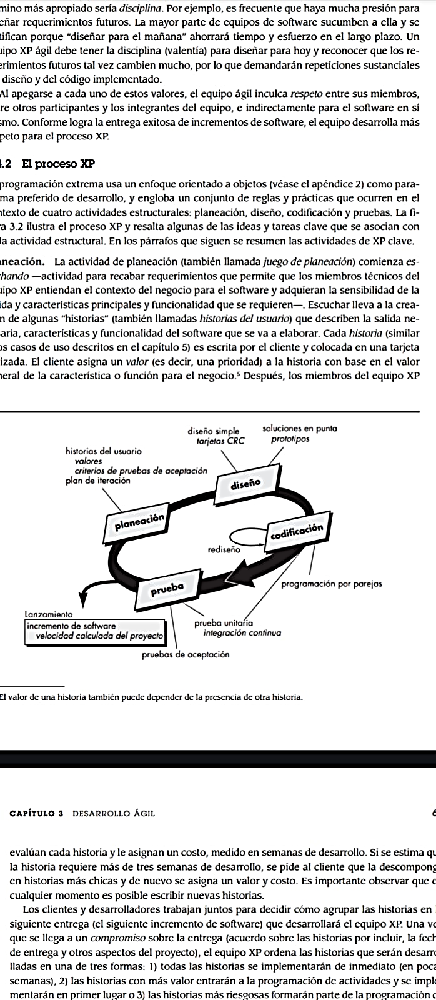 mino más apropiado sería disciplina. Por ejemplo, es frecuente que haya mucha presión para
eñar requerimientos futuros. La mayor parte de equipos de software sucumben a ella y se
tifican porque “diseñar para el mañana” ahorrará tiempo y esfuerzo en el largo plazo. Un
uipo XP ágil debe tener la disciplina (valentía) para diseñar para hoy y reconocer que los re-
erimientos futuros tal vez cambien mucho, por lo que demandarán repeticiones sustanciales
diseño y del código implementado.
Al apegarse a cada uno de estos valores, el equipo ágil inculca respeto entre sus miembros,
re otros participantes y los integrantes del equipo, e indirectamente para el software en sí
smo. Conforme logra la entrega exitosa de incrementos de software, el equipo desarrolla más
peto para el proceso XP.
.2 El proceso XP
programación extrema usa un enfoque orientado a objetos (véase el apéndice 2) como para-
ma preferido de desarrollo, y engloba un conjunto de reglas y prácticas que ocurren en el
ntexto de cuatro actividades estructurales: planeación, diseño, codificación y pruebas. La fi-
a 3.2 ilustra el proceso XP y resalta algunas de las ideas y tareas clave que se asocian con
la actividad estructural. En los párrafos que siguen se resumen las actividades de XP clave.
aneación. La actividad de planeación (también llamada juego de planeación) comienza es-
chando —actividad para recabar requerimientos que permite que los miembros técnicos del
uipo XP entiendan el contexto del negocio para el software y adquieran la sensibilidad de la
ida y características principales y funcionalidad que se requieren—. Escuchar lleva a la crea-
n de algunas “historias” (también llamadas historias del usuario) que describen la salida ne-
aria, características y funcionalidad del software que se va a elaborar. Cada historia (similar
os casos de uso descritos en el capítulo 5) es escrita por el cliente y colocada en una tarjeta
izada. El cliente asigna un valor (es decir, una prioridad) a la historia con base en el valor
neral de la característica o función para el negocio.⁵ Después, los miembros del equipo XP
diseño simple
tarjetas CRC
soluciones en punta
prototipos
historias del usuario
valores
criterios de pruebas de aceptación
plan de iteración
diseño
planeación
codificación
rediseño
programación por parejas
prueba
Lanzamiento
incremento de software
velocidad calculada del proyecto
prueba unitaria
integración continua
pruebas de aceptación
El valor de una historia también puede depender de la presencia de otra historia.
CAPÍTULO 3 DESARROLLO ÁGIL
evalúan cada historia y le asignan un costo, medido en semanas de desarrollo. Si se estima qu
la historia requiere más de tres semanas de desarrollo, se pide al cliente que la descompong
en historias más chicas y de nuevo se asigna un valor y costo. Es importante observar que e
cualquier momento es posible escribir nuevas historias.
Los clientes y desarrolladores trabajan juntos para decidir cómo agrupar las historias en l
siguiente entrega (el siguiente incremento de software) que desarrollará el equipo XP. Una ve
que se llega a un compromiso sobre la entrega (acuerdo sobre las historias por incluir, la fech
de entrega y otros aspectos del proyecto), el equipo XP ordena las historias que serán desarro
lladas en una de tres formas: 1) todas las historias se implementarán de inmediato (en poca
semanas), 2) las historias con más valor entrarán a la programación de actividades y se imple
mentarán en primer lugar o 3) las historias más riesgosas formarán parte de la programación d